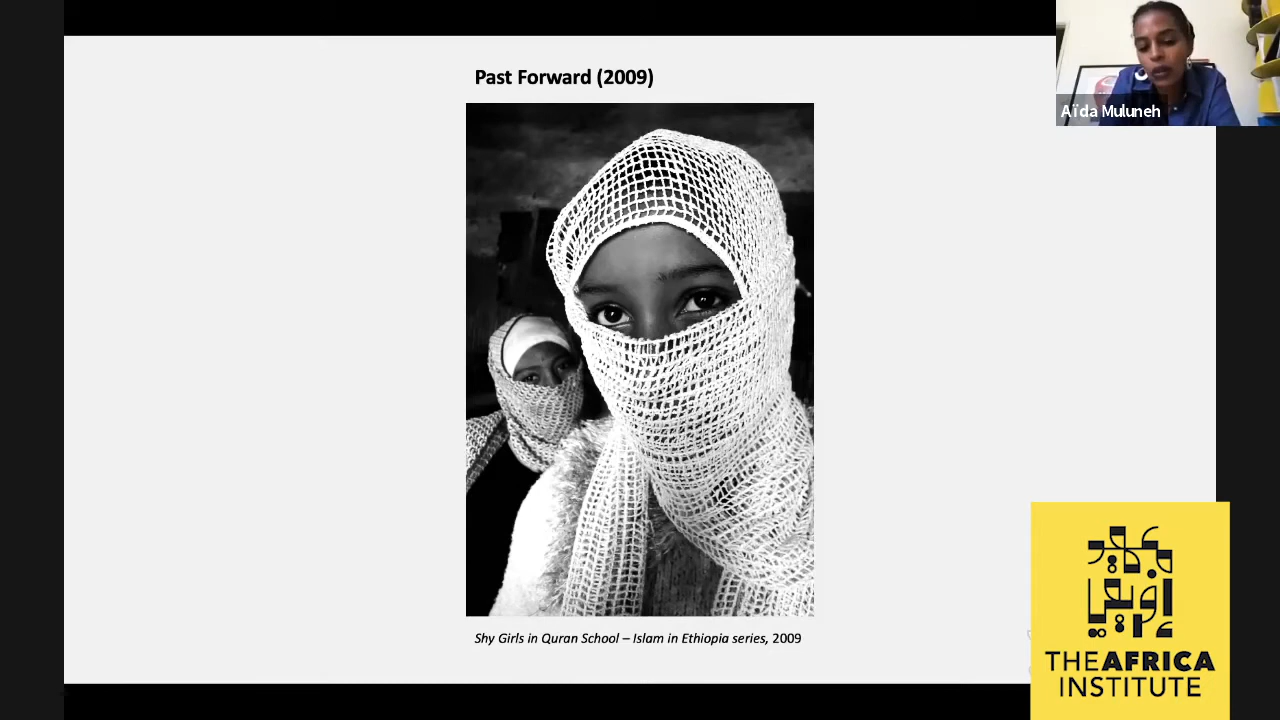 Past Forward (2009)
Aïda Muluneh
Shy Girls in Quran School – Islam in Ethiopia series, 2009
THE AFRICA
INSTITUTE